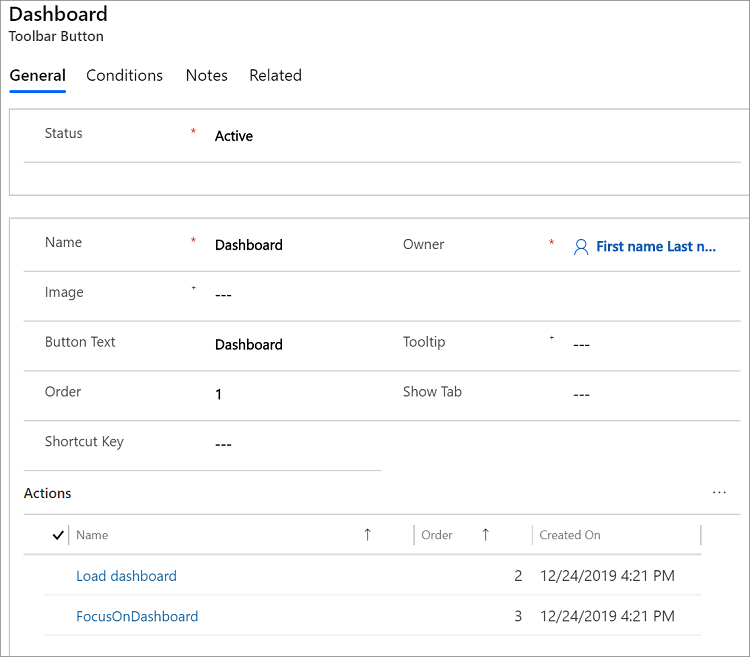 Dashboard
Toolbar Button
General Conditions Notes Related
Status * Active
Name * Dashboard Owner * First name Last n...
Image + ---
Button Text Dashboard Tooltip + ---
Order 1 Show Tab ---
Shortcut Key ---
Actions ...
Name ↑ Order ↑ Created On
Load dashboard 2 12/24/2019 4:21 PM
FocusOnDashboard 3 12/24/2019 4:21 PM